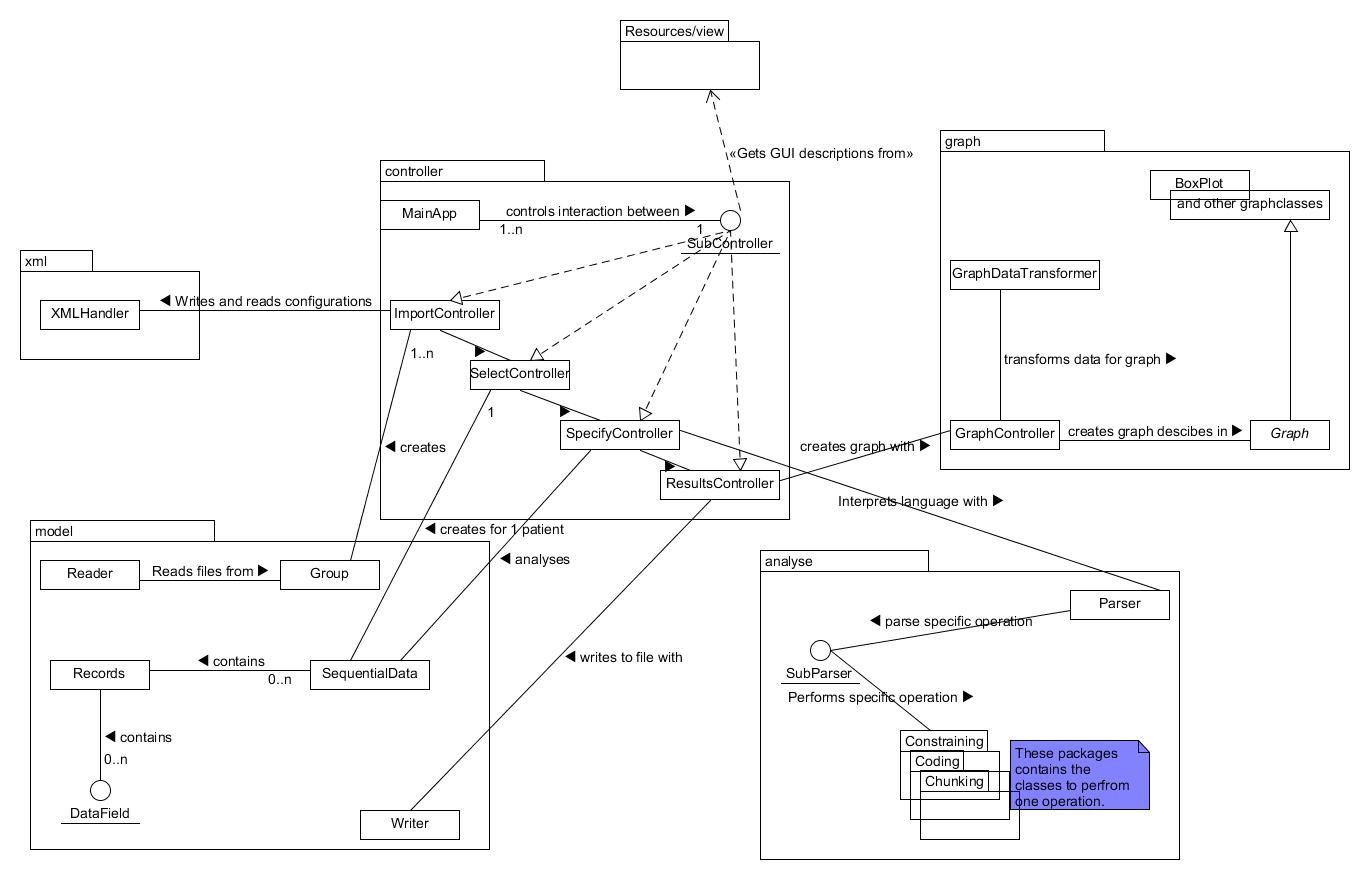 Resources/view
«Gets GUI descriptions from»
graph
BoxPlot
and other graphclasses
controller
MainApp
controls interaction between
1..n
1
SubController
xml
XMLHandler
Writes and reads configurations
ImportController
GraphDataTransformer
1..n
transforms data for graph
SelectController
1
SpecifyController
GraphController
creates graph descibes in
Graph
creates
creates graph with
ResultsController
Interprets language with
model
creates for 1 patient
Reader
Reads files from
Group
analyses
analyse
Parser
parse specific operation
contains
0..n
Records
SequentialData
writes to file with
SubParser
Performs specific operation
contains
0..n
DataField
Writer
Constraining
Coding
Chunking
These packages
contains the
classes to perfrom
one operation.